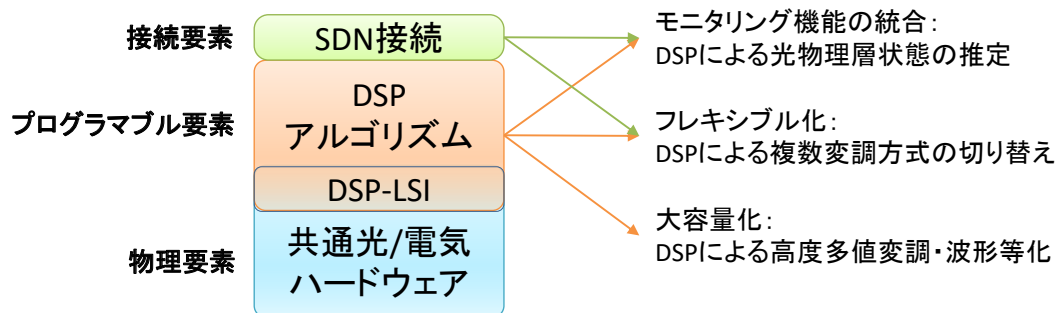 接続要素
SDN接続
モニタリング機能の統合：
DSPによる光物理層状態の推定
プログラマブル要素
DSP
アルゴリズム
フレキシブル化：
DSPによる複数変調方式の切り替え
DSP-LSI
物理要素
共通光/電気
ハードウェア
大容量化：
DSPによる高度多値変調・波形等化